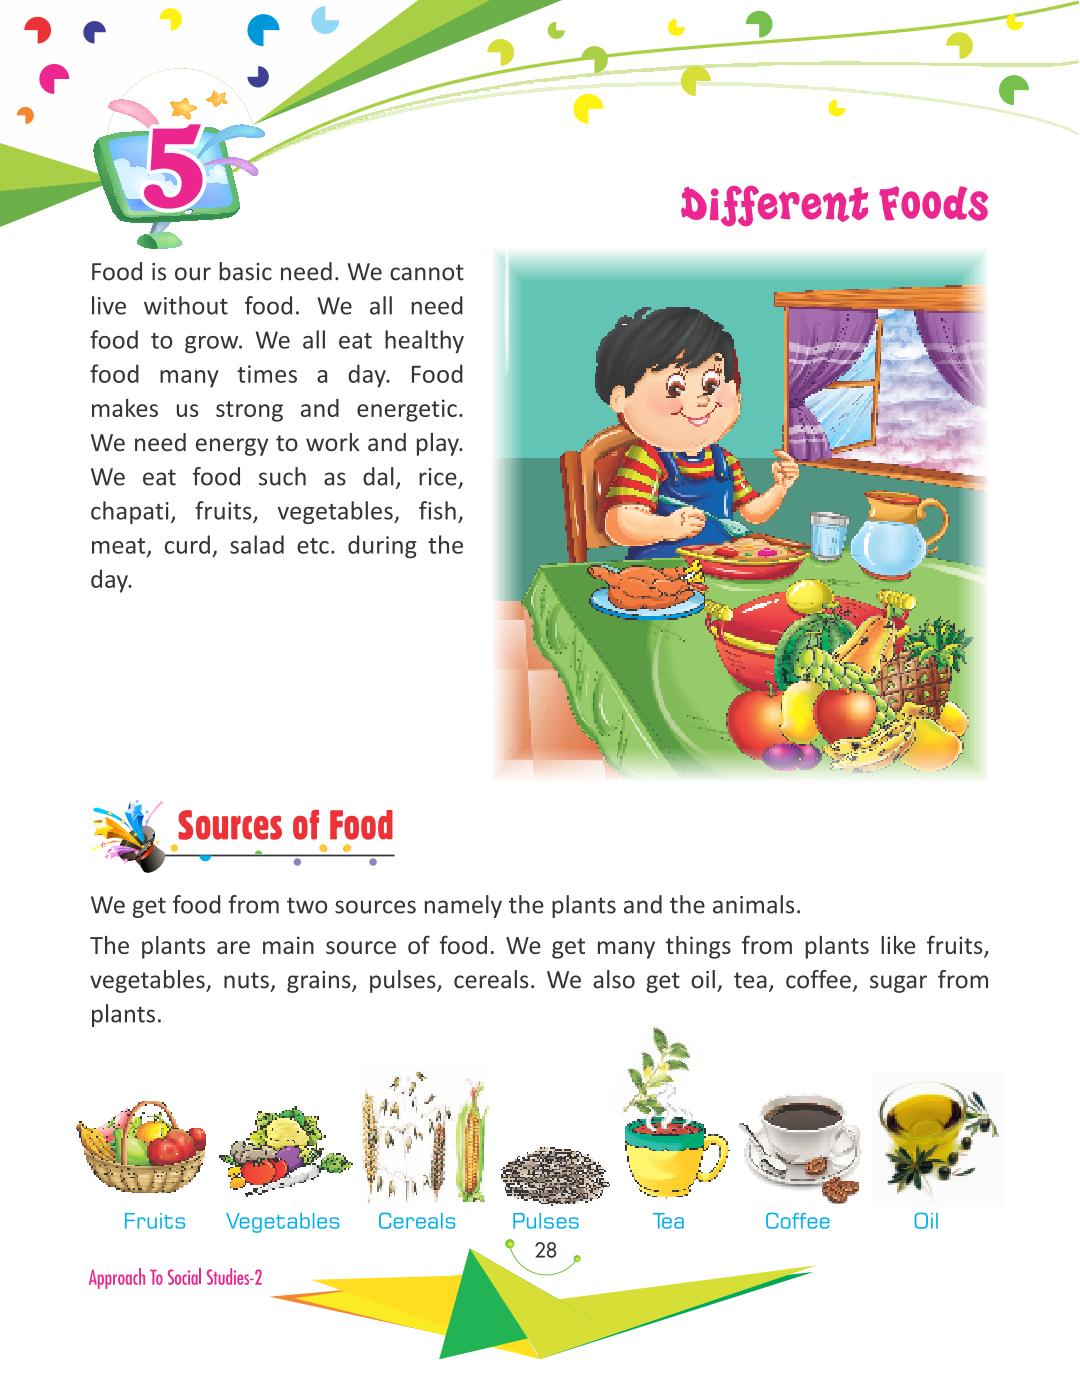 5
Different Foods
Food is our basic need. We cannot
live without food. We all need
food to grow. We all eat healthy
food many times a day. Food
makes us strong and energetic.
We need energy to work and play.
We eat food such as dal, rice,
chapati, fruits, vegetables, fish,
meat, curd, salad etc. during the
day.
Sources of Food
We get food from two sources namely the plants and the animals.
The plants are main source of food. We get many things from plants like fruits,
vegetables, nuts, grains, pulses, cereals. We also get oil, tea, coffee, sugar from
plants.
Fruits Vegetables Cereals Pulses Tea Coffee Oil
28
Approach To Social Studies-2